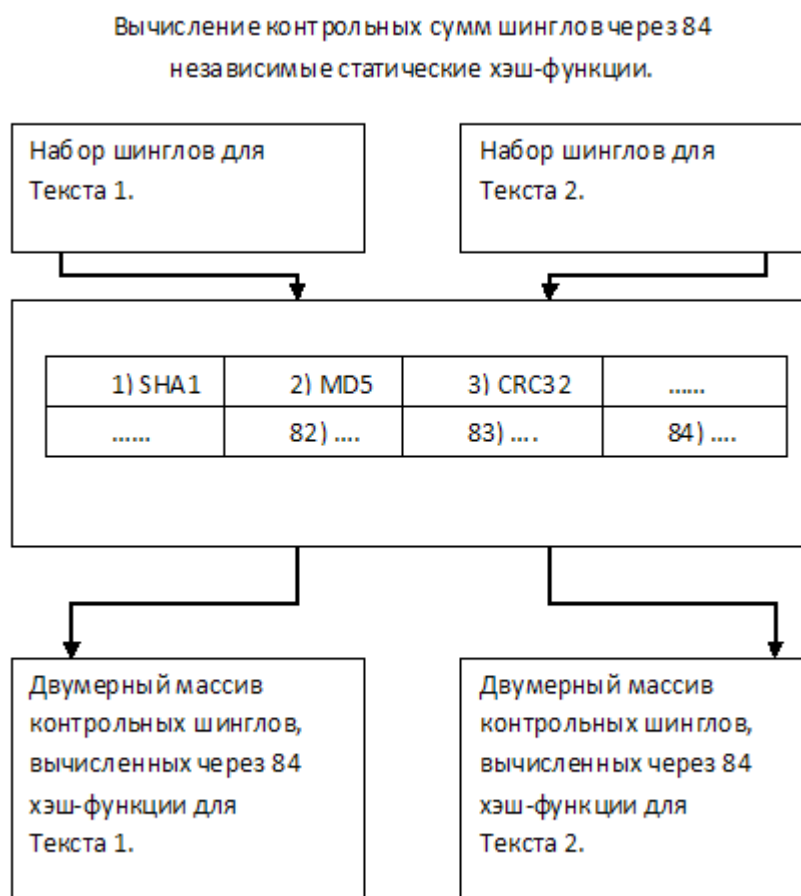 Вычисление контрольных сумм шинглов через 84
независимые статические хэш-функции.
Набор шинглов для
Текста 1.
Набор шинглов для
Текста 2.
1) SHA1 2) MD5 3) CRC32 ......
...... 82) .... 83) .... 84) ....
Двумерный массив
контрольных шинглов,
вычисленных через 84
хэш-функции для
Текста 1.
Двумерный массив
контрольных шинглов,
вычисленных через 84
хэш-функции для
Текста 2.